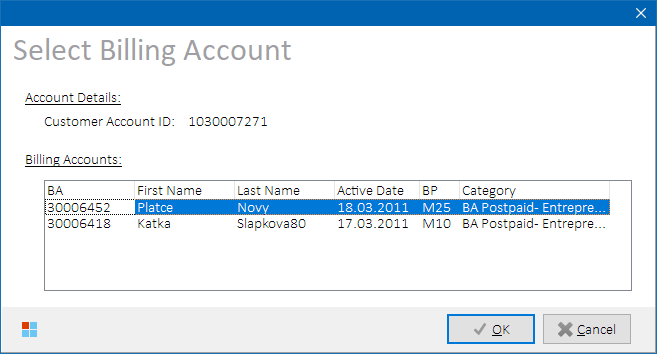 Select Billing Account
Account Details:
Customer Account ID: 1030007271
Billing Accounts:
BA First Name Last Name Active Date BP Category
30006452 Platce Novy 18.03.2011 M25 BA Postpaid- Entrepre...
30006418 Katka Slapkova80 17.03.2011 M10 BA Postpaid- Entrepre...
OK Cancel